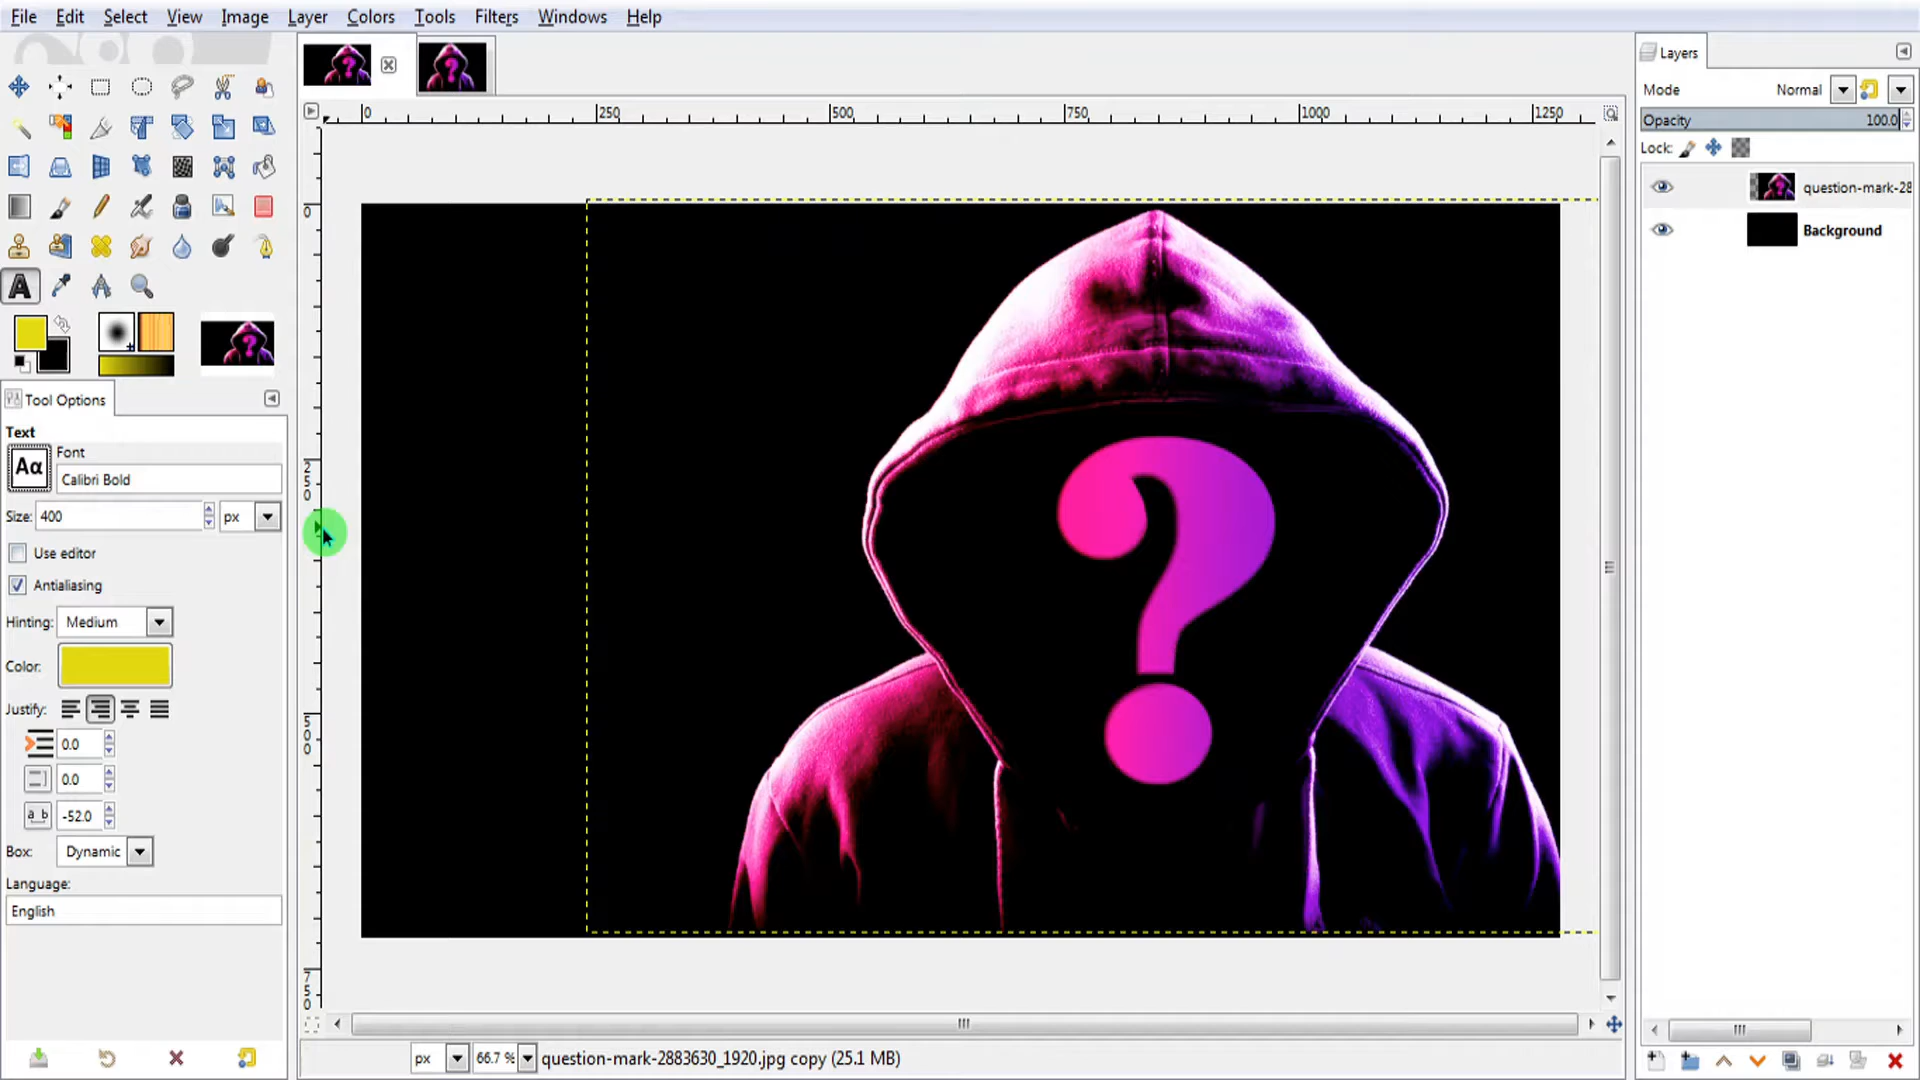 File Edit Select View Image Layer Colors Tools Filters Windows Help
Layers
Mode Normal
Opacity 100.0
Lock:
question-mark-28
Background
0 250 500 750 1000 1250
0
250
500
750
?
Tool Options
Text
Aα
Font
Calibri Bold
Size: 400 px
Use editor
Antialiasing
Hinting: Medium
Color:
Justify:
0.0
0.0
a b -52.0
Box: Dynamic
Language:
English
px 66.7 % question-mark-2883630_1920.jpg copy (25.1 MB)